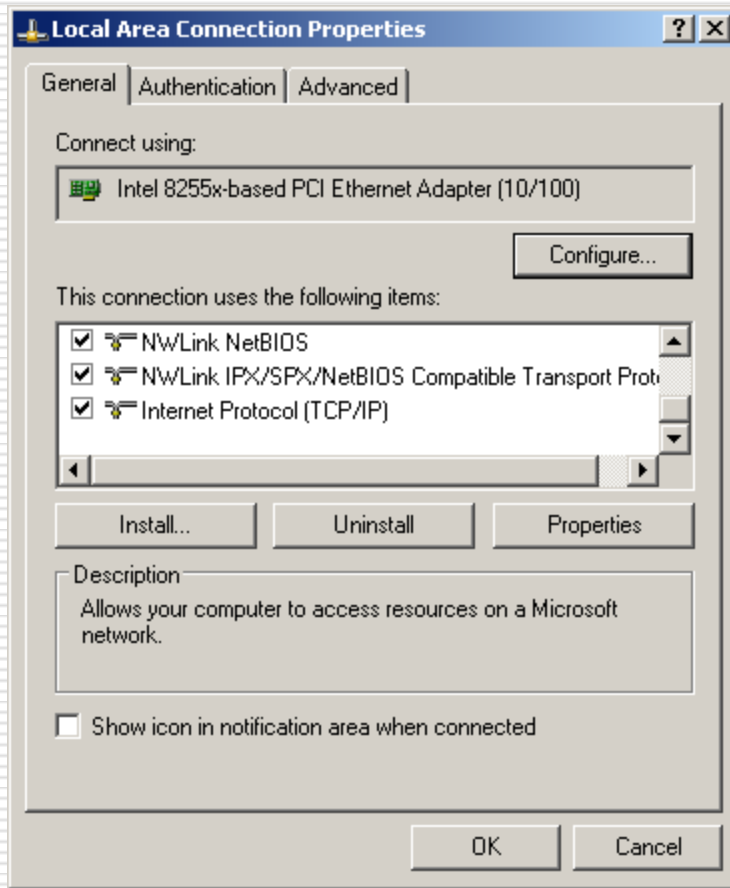 Local Area Connection Properties
General Authentication Advanced
Connect using:
Intel 8255x-based PCI Ethernet Adapter (10/100)
Configure...
This connection uses the following items:
NWLink NetBIOS
NWLink IPX/SPX/NetBIOS Compatible Transport Proto
Internet Protocol (TCP/IP)
Install... Uninstall Properties
Description
Allows your computer to access resources on a Microsoft
network.
Show icon in notification area when connected
OK Cancel